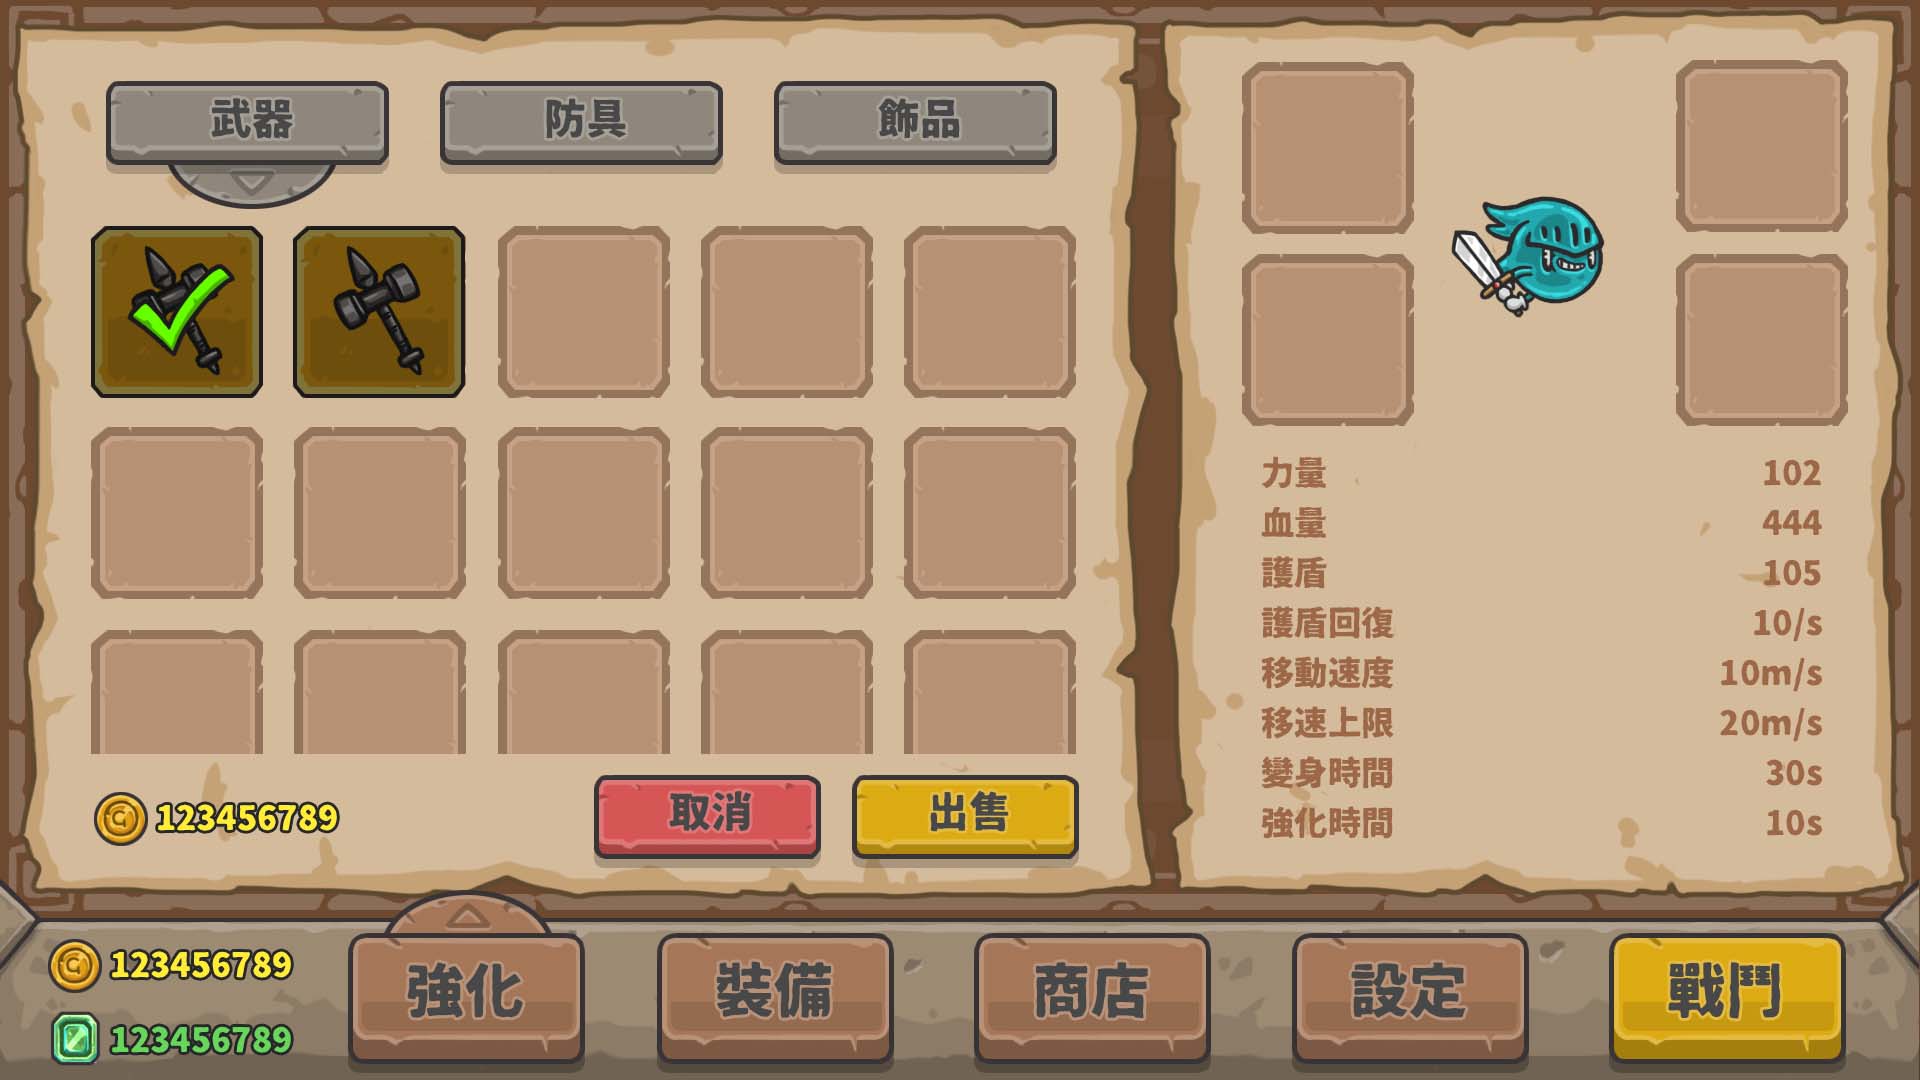 武器 防具 飾品
力量 102
血量 444
護盾 105
護盾回復 10/s
移動速度 10m/s
移速上限 20m/s
變身時間 30s
強化時間 10s
123456789 取消 出售
123456789
123456789
強化 裝備 商店 設定 戰鬥